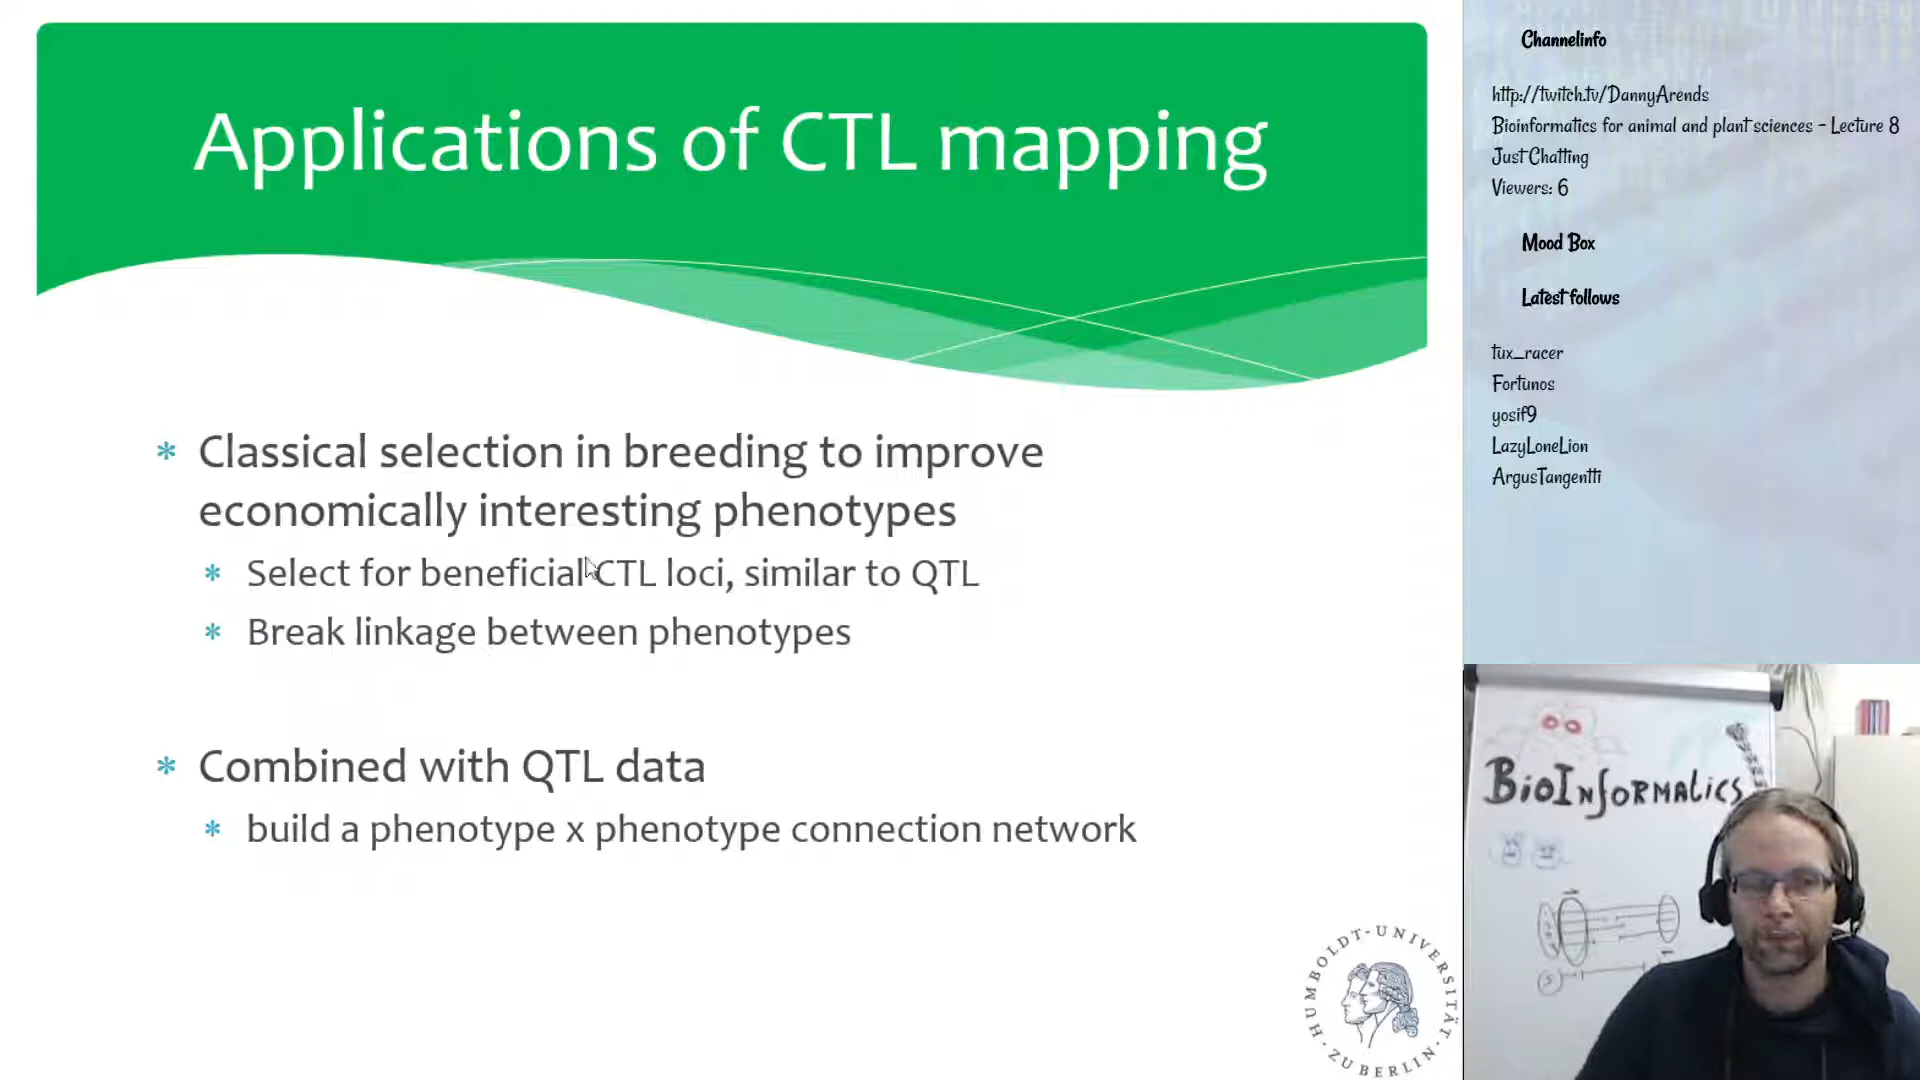 Applications of CTL mapping
* Classical selection in breeding to improve
economically interesting phenotypes
* Select for beneficial CTL loci, similar to QTL
* Break linkage between phenotypes
* Combined with QTL data
* build a phenotype x phenotype connection network
HUMBOLDT-UNIVERSITÄT
· ZU BERLIN ·
Channelinfo
http://twitch.tv/DannyArends
Bioinformatics for animal and plant sciences - Lecture 8
Just Chatting
Viewers: 6
Mood Box
Latest follows
tux_racer
Fortunos
yosif9
LazyLoneLion
ArgusTangentti
BioInformatics
S